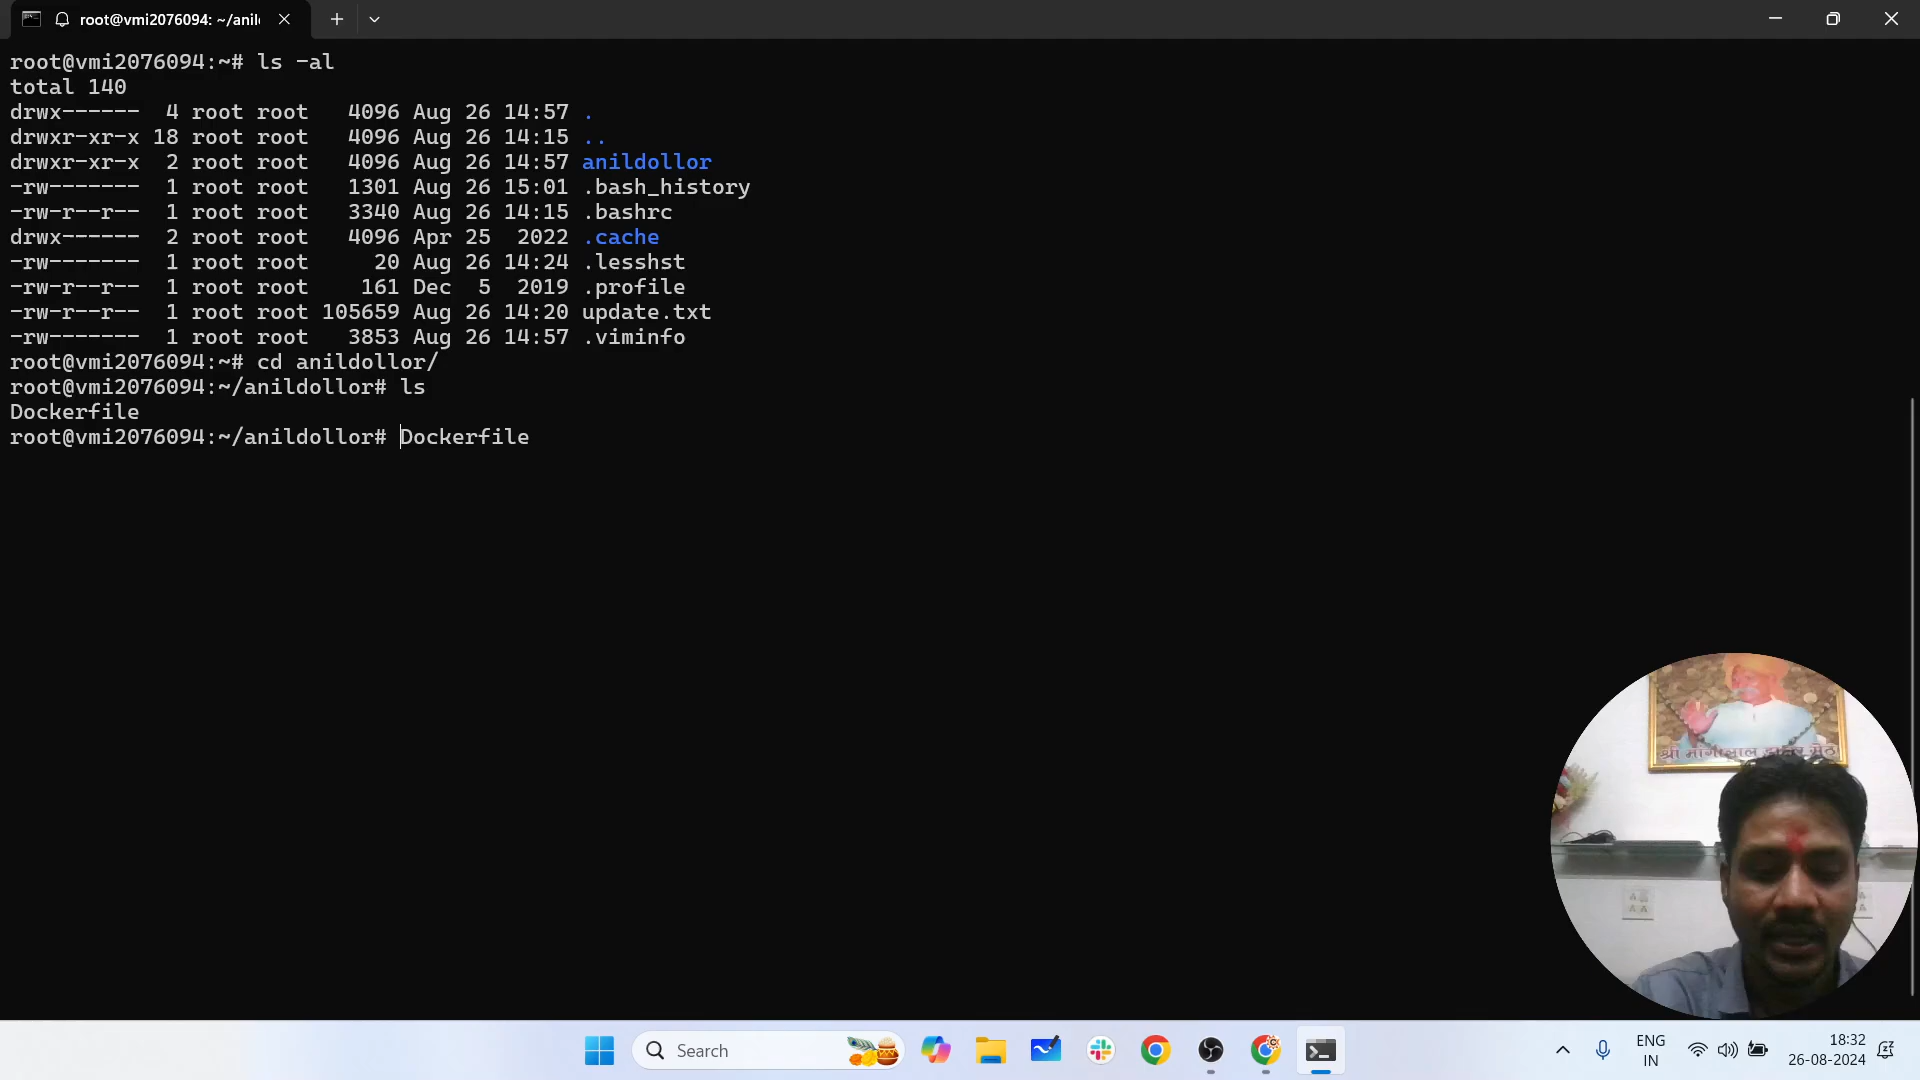 root@vmi2076094: ~/anil
root@vmi2076094:~# ls -al
total 140
drwx------  4 root root   4096 Aug 26 14:57 .
drwxr-xr-x 18 root root   4096 Aug 26 14:15 ..
drwxr-xr-x  2 root root   4096 Aug 26 14:57 anildollor
-rw-------  1 root root   1301 Aug 26 15:01 .bash_history
-rw-r--r--  1 root root   3340 Aug 26 14:15 .bashrc
drwx------  2 root root   4096 Apr 25  2022 .cache
-rw-------  1 root root     20 Aug 26 14:24 .lesshst
-rw-r--r--  1 root root    161 Dec  5  2019 .profile
-rw-r--r--  1 root root 105659 Aug 26 14:20 update.txt
-rw-------  1 root root   3853 Aug 26 14:57 .viminfo
root@vmi2076094:~# cd anildollor/
root@vmi2076094:~/anildollor# ls
Dockerfile
root@vmi2076094:~/anildollor# Dockerfile
श्री मांगीलाल डालर सेठ
Search
ENG
IN
18:32
26-08-2024